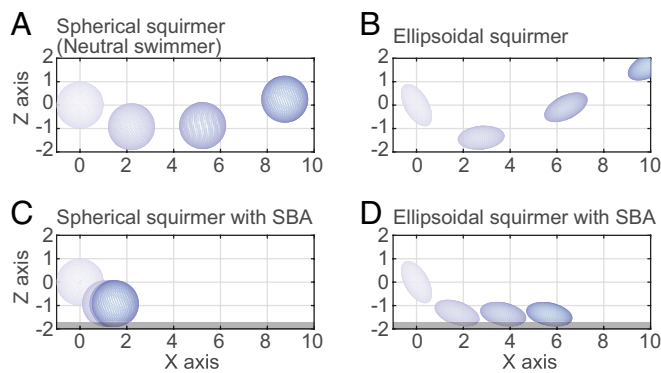 A Spherical squirmer
(Neutral swimmer)
Z axis
2
1
0
-1
-2
0 2 4 6 8 10
B Ellipsoidal squirmer
2
1
0
-1
-2
0 2 4 6 8 10
C Spherical squirmer with SBA
Z axis
2
1
0
-1
-2
0 2 4 6 8 10
X axis
D Ellipsoidal squirmer with SBA
2
1
0
-1
-2
0 2 4 6 8 10
X axis